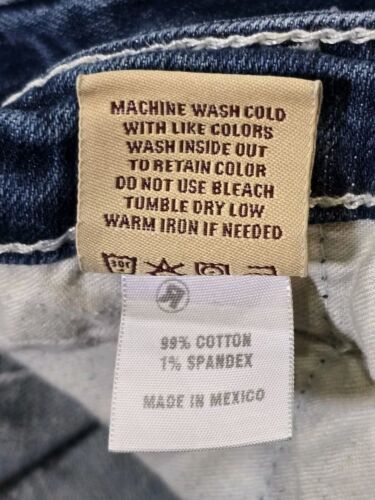 MACHINE WASH COLD
WITH LIKE COLORS
WASH INSIDE OUT
TO RETAIN COLOR
DO NOT USE BLEACH
TUMBLE DRY LOW
WARM IRON IF NEEDED
99% COTTON
1% SPANDEX
MADE IN MEXICO